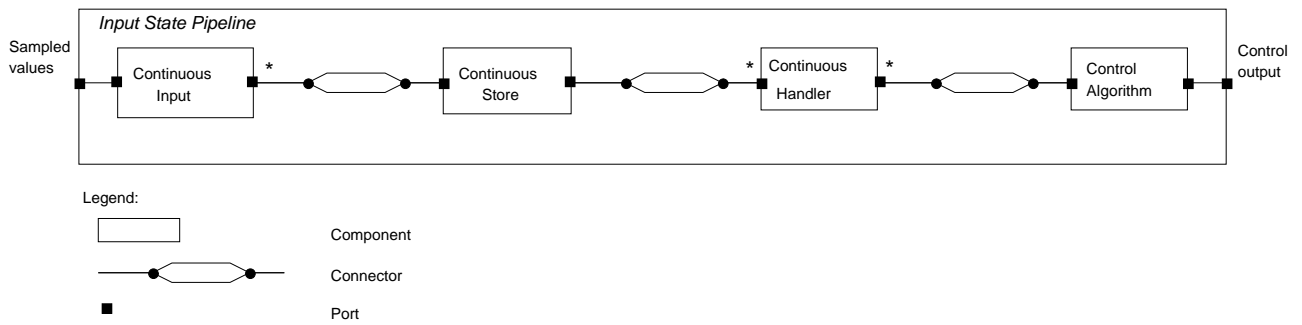 Input State Pipeline
Sampled
values
*
Continuous
Input
Continuous
Store
*
Continuous
Handler
*
Control
Algorithm
Control
output
Legend:
Component
Connector
Port